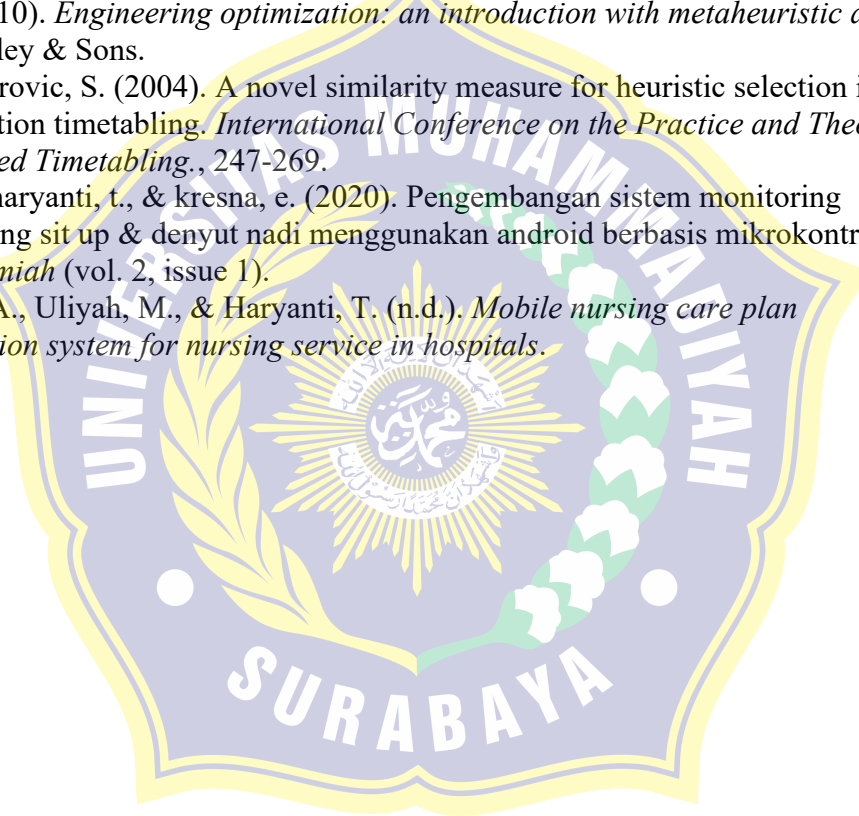 10). Engineering optimization: an introduction with metaheuristic a
ley & Sons.
rovic, S. (2004). A novel similarity measure for heuristic selection i
tion timetabling. International Conference on the Practice and Theo
ed Timetabling., 247-269.
haryanti, t., & kresna, e. (2020). Pengembangan sistem monitoring
ng sit up & denyut nadi menggunakan android berbasis mikrokontr
miah (vol. 2, issue 1).
A., Uliyah, M., & Haryanti, T. (n.d.). Mobile nursing care plan
ion system for nursing service in hospitals.
UNIVERSITAS MUHAMMADIYAH
SURABAYA